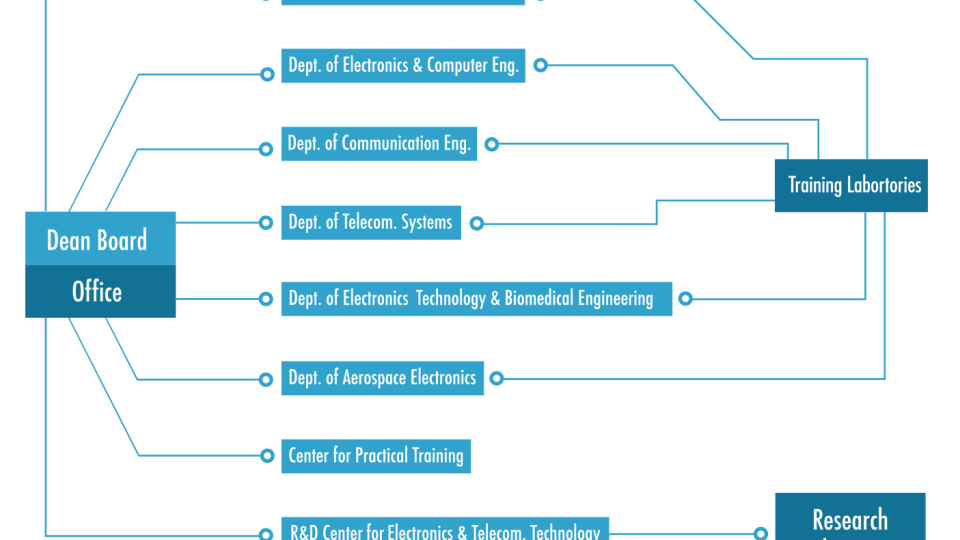 Dept. of Electronics & Computer Eng.
Dept. of Communication Eng.
Training Labortories
Dept. of Telecom. Systems
Dean Board
Office
Dept. of Electronics Technology & Biomedical Engineering
Dept. of Aerospace Electronics
Center for Practical Training
R&D Center for Electronics & Telecom. Technology
Research